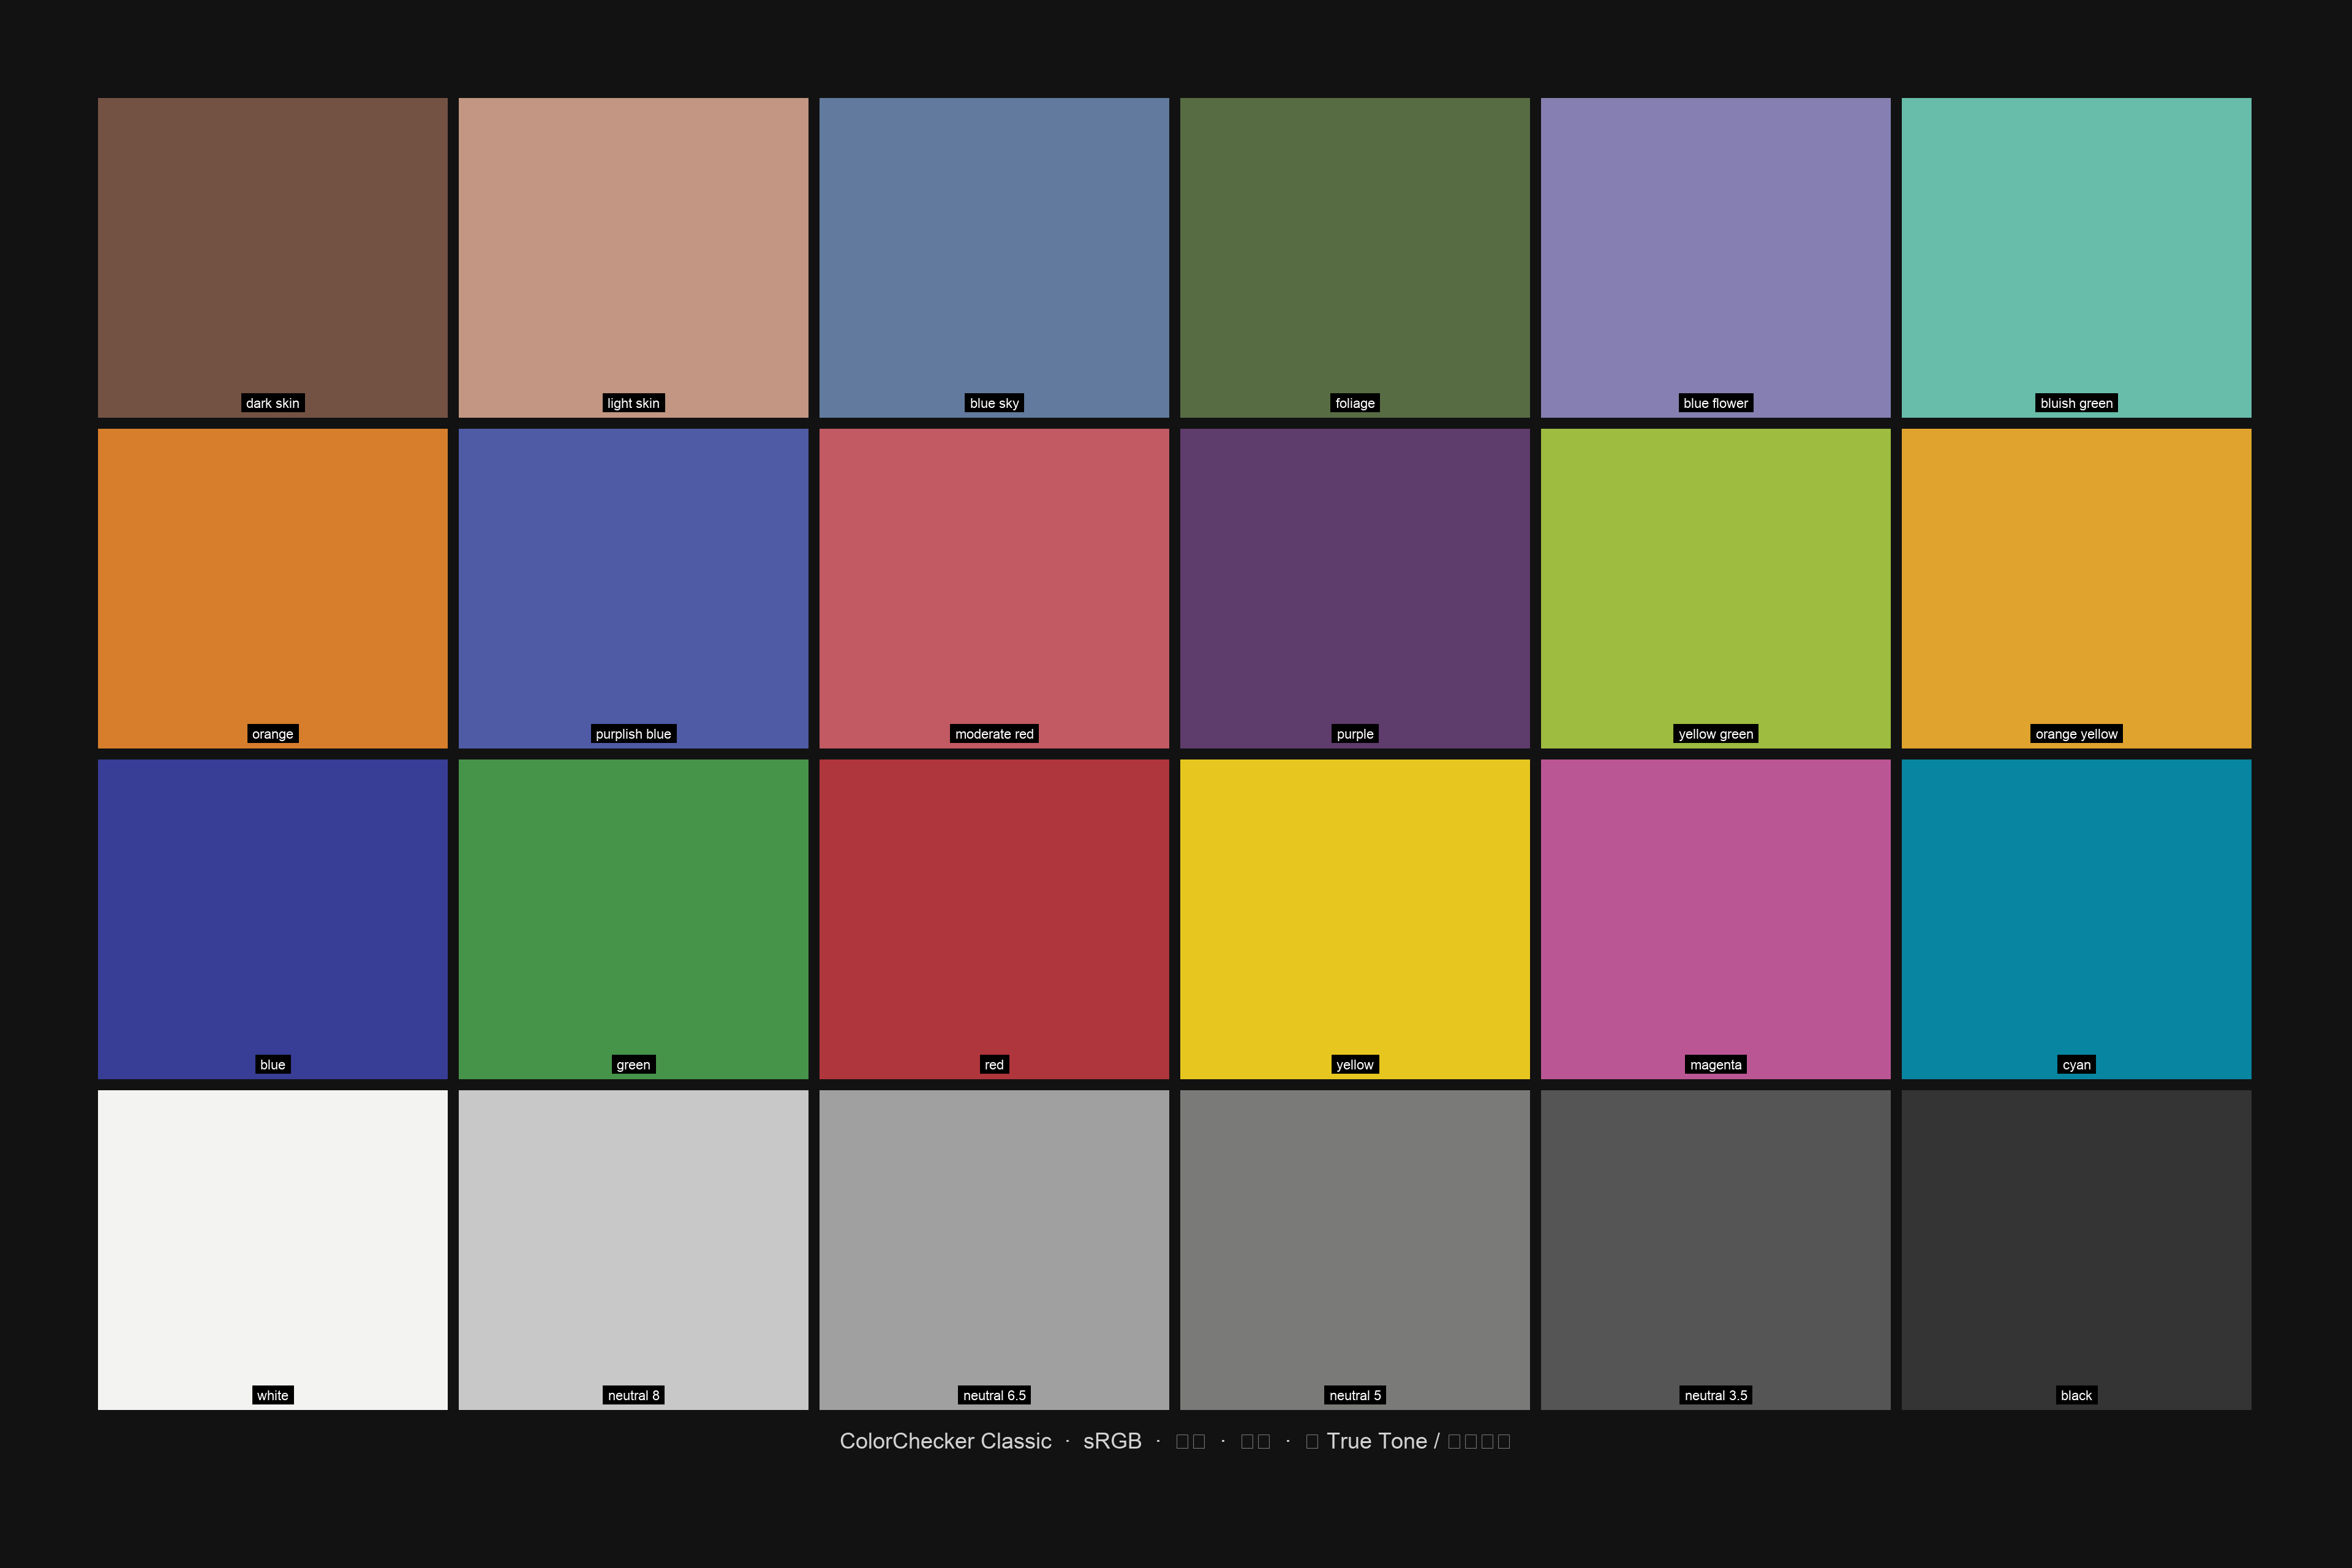 dark skin
light skin
blue sky
foliage
blue flower
bluish green
orange
purplish blue
moderate red
purple
yellow green
orange yellow
blue
green
red
yellow
magenta
cyan
white
neutral 8
neutral 6.5
neutral 5
neutral 3.5
black
ColorChecker Classic · sRGB · · · True Tone /